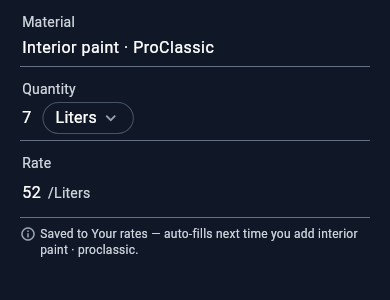 Material
Interior paint · ProClassic
Quantity
7 Liters
Rate
52 /Liters
Saved to Your rates — auto-fills next time you add interior
paint · proclassic.